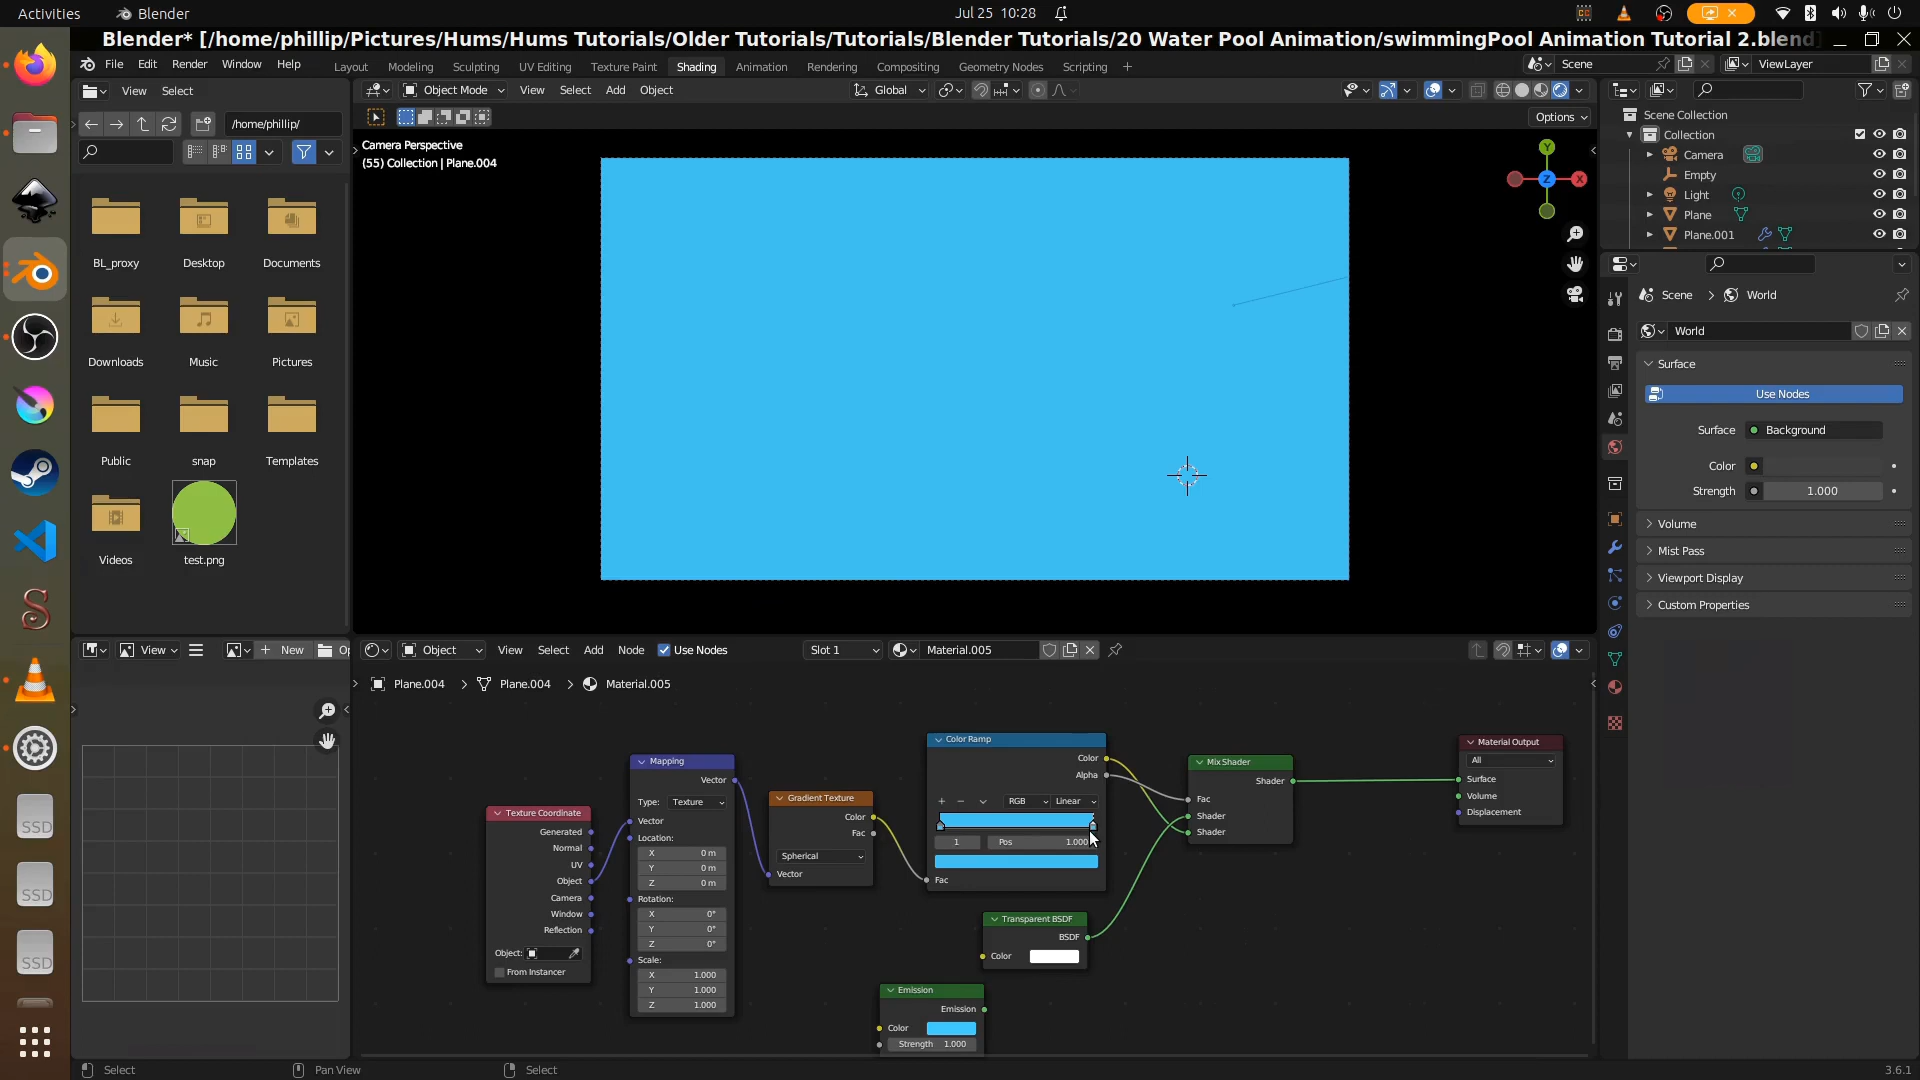 Activities
Blender
Jul 25 10:28
Blender* [/home/phillip/Pictures/Hums/Hums Tutorials/Older Tutorials/Tutorials/Blender Tutorials/20 Water Pool Animation/swimmingPool Animation Tutorial 2.blend]
File Edit Render Window Help
Layout Modeling Sculpting UV Editing Texture Paint Shading Animation Rendering Compositing Geometry Nodes Scripting
Scene
ViewLayer
View Select
Object Mode View Select Add Object
Global
Options
/home/phillip/
Camera Perspective
(55) Collection | Plane.004
Y
Z
X
BL_proxy Desktop Documents
Downloads Music Pictures
Public snap Templates
Videos test.png
Scene Collection
Collection
Camera
Empty
Light
Plane
Plane.001
Scene > World
World
Surface
Use Nodes
Surface Background
Color
Strength 1.000
Volume
Mist Pass
Viewport Display
Custom Properties
View New Op
Object View Select Add Node Use Nodes Slot 1 Material.005
Plane.004 > Plane.004 > Material.005
Texture Coordinate
Generated
Normal
UV
Object
Camera
Window
Reflection
Object:
From Instancer
Mapping
Vector
Type: Texture
Vector
Location:
X 0 m
Y 0 m
Z 0 m
Rotation:
X 0°
Y 0°
Z 0°
Scale:
X 1.000
Y 1.000
Z 1.000
Gradient Texture
Color
Fac
Spherical
Vector
Color Ramp
Color
Alpha
RGB Linear
1 Pos 1.000
Fac
Transparent BSDF
BSDF
Color
Emission
Emission
Color
Strength 1.000
Mix Shader
Shader
Fac
Shader
Shader
Material Output
All
Surface
Volume
Displacement
SSD
SSD
SSD
Select
Pan View
Select
3.6.1